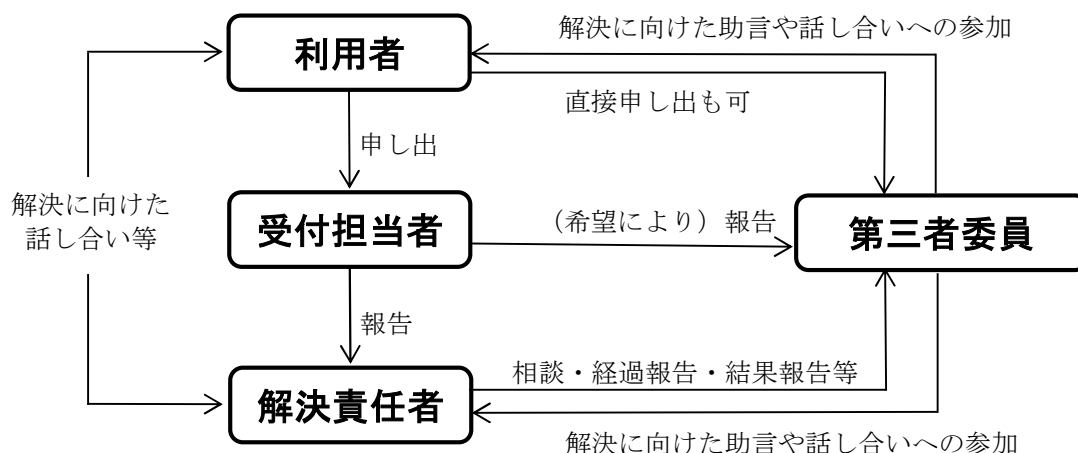 解決に向けた助言や話し合いへの参加
利用者
直接申し出も可
申し出
解決に向けた
話し合い等
受付担当者
（希望により）報告
第三者委員
報告
相談・経過報告・結果報告等
解決責任者
解決に向けた助言や話し合いへの参加